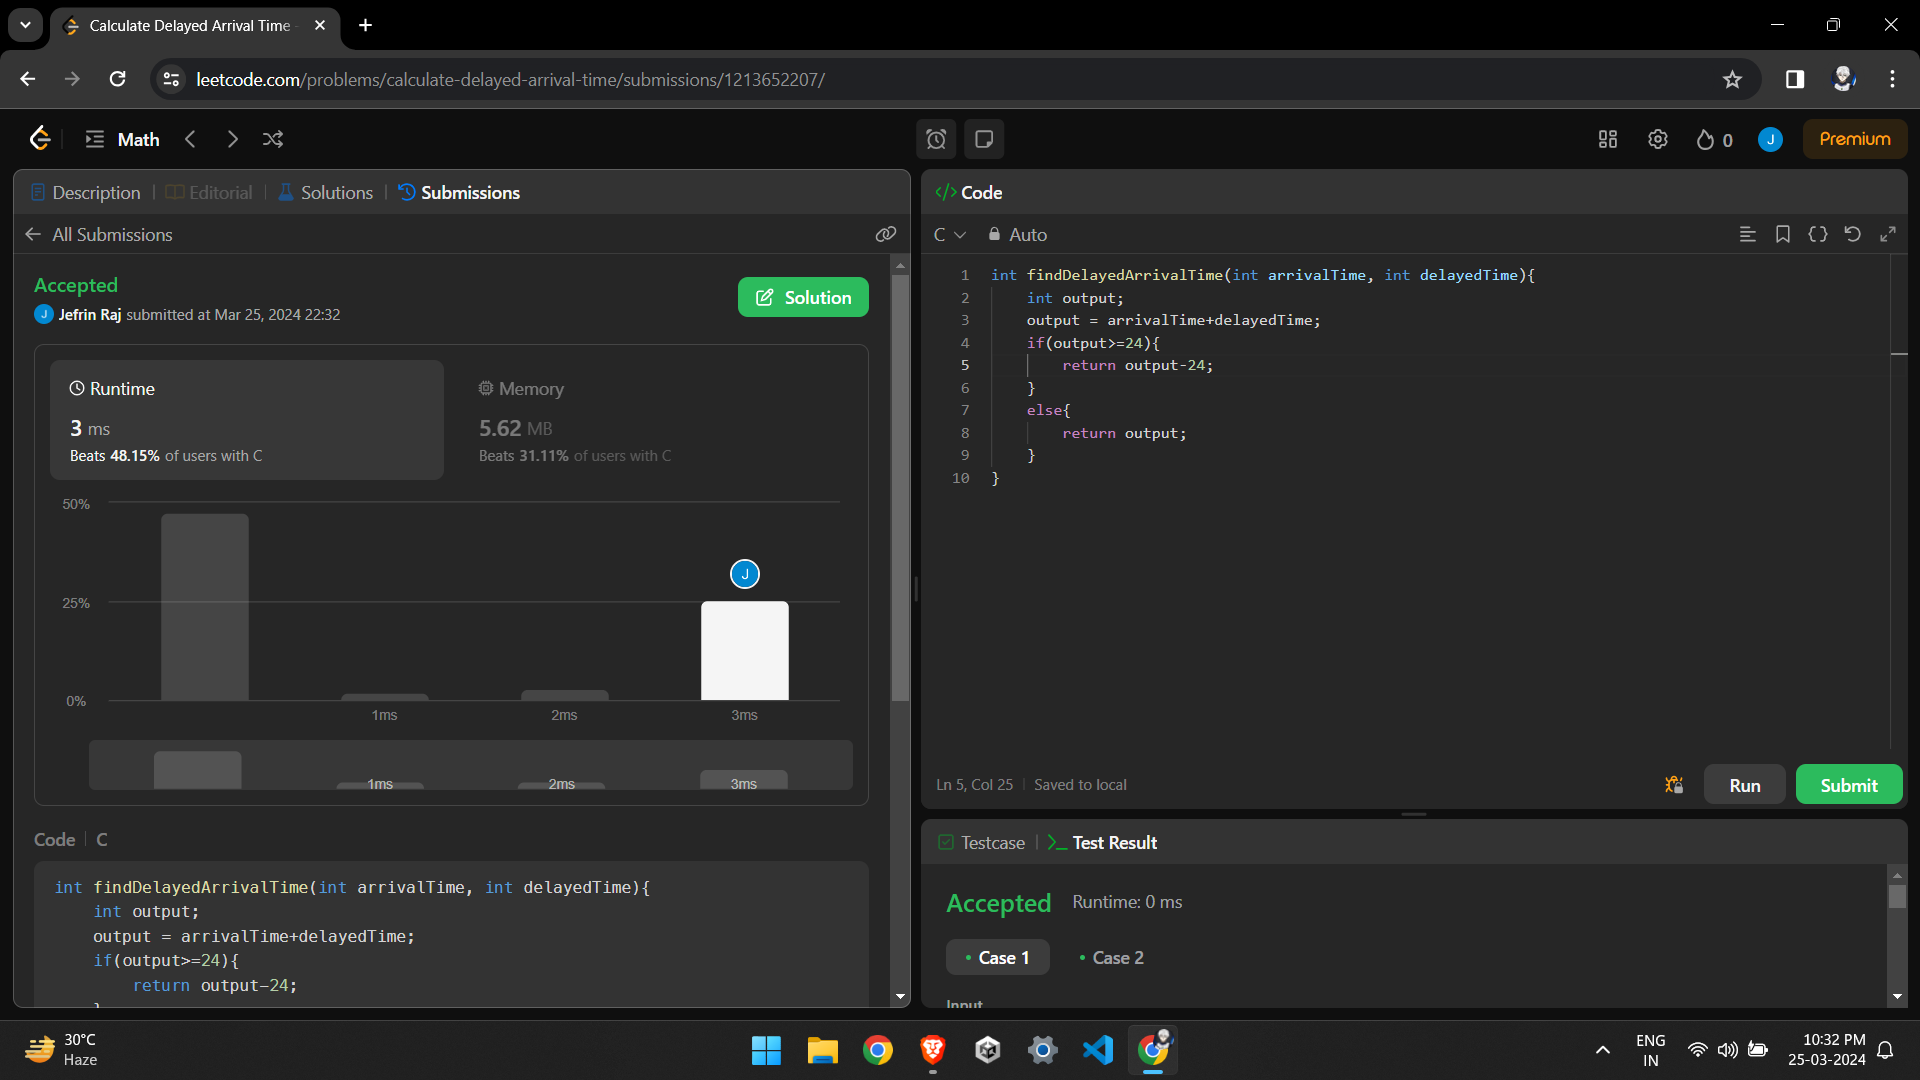 Calculate Delayed Arrival Time -
leetcode.com/problems/calculate-delayed-arrival-time/submissions/1213652207/
Math
0
J
Premium
Description
Editorial
Solutions
Submissions
All Submissions
Accepted
Solution
J Jefrin Raj submitted at Mar 25, 2024 22:32
Runtime
3 ms
Beats 48.15% of users with C
Memory
5.62 MB
Beats 31.11% of users with C
50%
25%
0%
J
1ms 2ms 3ms
1ms 2ms 3ms
Code C
int findDelayedArrivalTime(int arrivalTime, int delayedTime){
int output;
output = arrivalTime+delayedTime;
if(output>=24){
return output-24;
}
</> Code
C Auto
1 int findDelayedArrivalTime(int arrivalTime, int delayedTime){
2 int output;
3 output = arrivalTime+delayedTime;
4 if(output>=24){
5 return output-24;
6 }
7 else{
8 return output;
9 }
10 }
Ln 5, Col 25 Saved to local
Run
Submit
Testcase
Test Result
Accepted Runtime: 0 ms
• Case 1 • Case 2
Input
30°C
Haze
ENG
IN
10:32 PM
25-03-2024